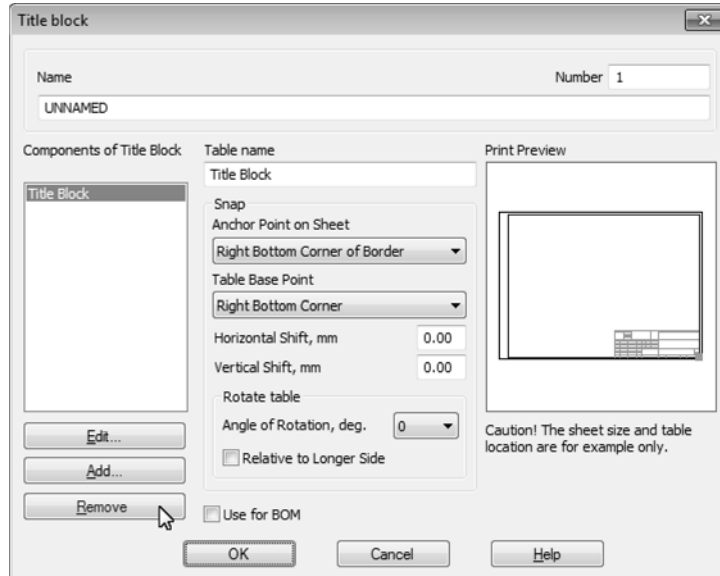 Title block
Name
Number 1
UNNAMED
Components of Title Block
Title Block
Edit...
Add...
Remove
Table name
Title Block
Snap
Anchor Point on Sheet
Right Bottom Corner of Border
Table Base Point
Right Bottom Corner
Horizontal Shift, mm 0.00
Vertical Shift, mm 0.00
Rotate table
Angle of Rotation, deg. 0
Relative to Longer Side
Use for BOM
Print Preview
Caution! The sheet size and table
location are for example only.
OK Cancel Help